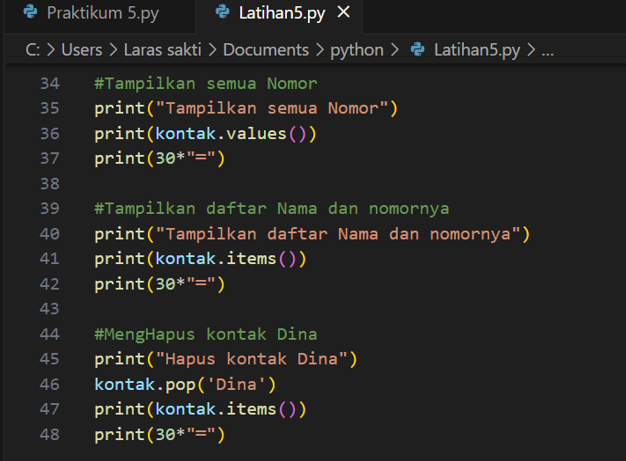 Praktikum 5.py Latihan5.py ×
C: > Users > Laras sakti > Documents > python > Latihan5.py > ...
34 #Tampilkan semua Nomor
35 print("Tampilkan semua Nomor")
36 print(kontak.values())
37 print(30*"=")
38
39 #Tampilkan daftar Nama dan nomornya
40 print("Tampilkan daftar Nama dan nomornya")
41 print(kontak.items())
42 print(30*"=")
43
44 #MengHapus kontak Dina
45 print("Hapus kontak Dina")
46 kontak.pop('Dina')
47 print(kontak.items())
48 print(30*"=")